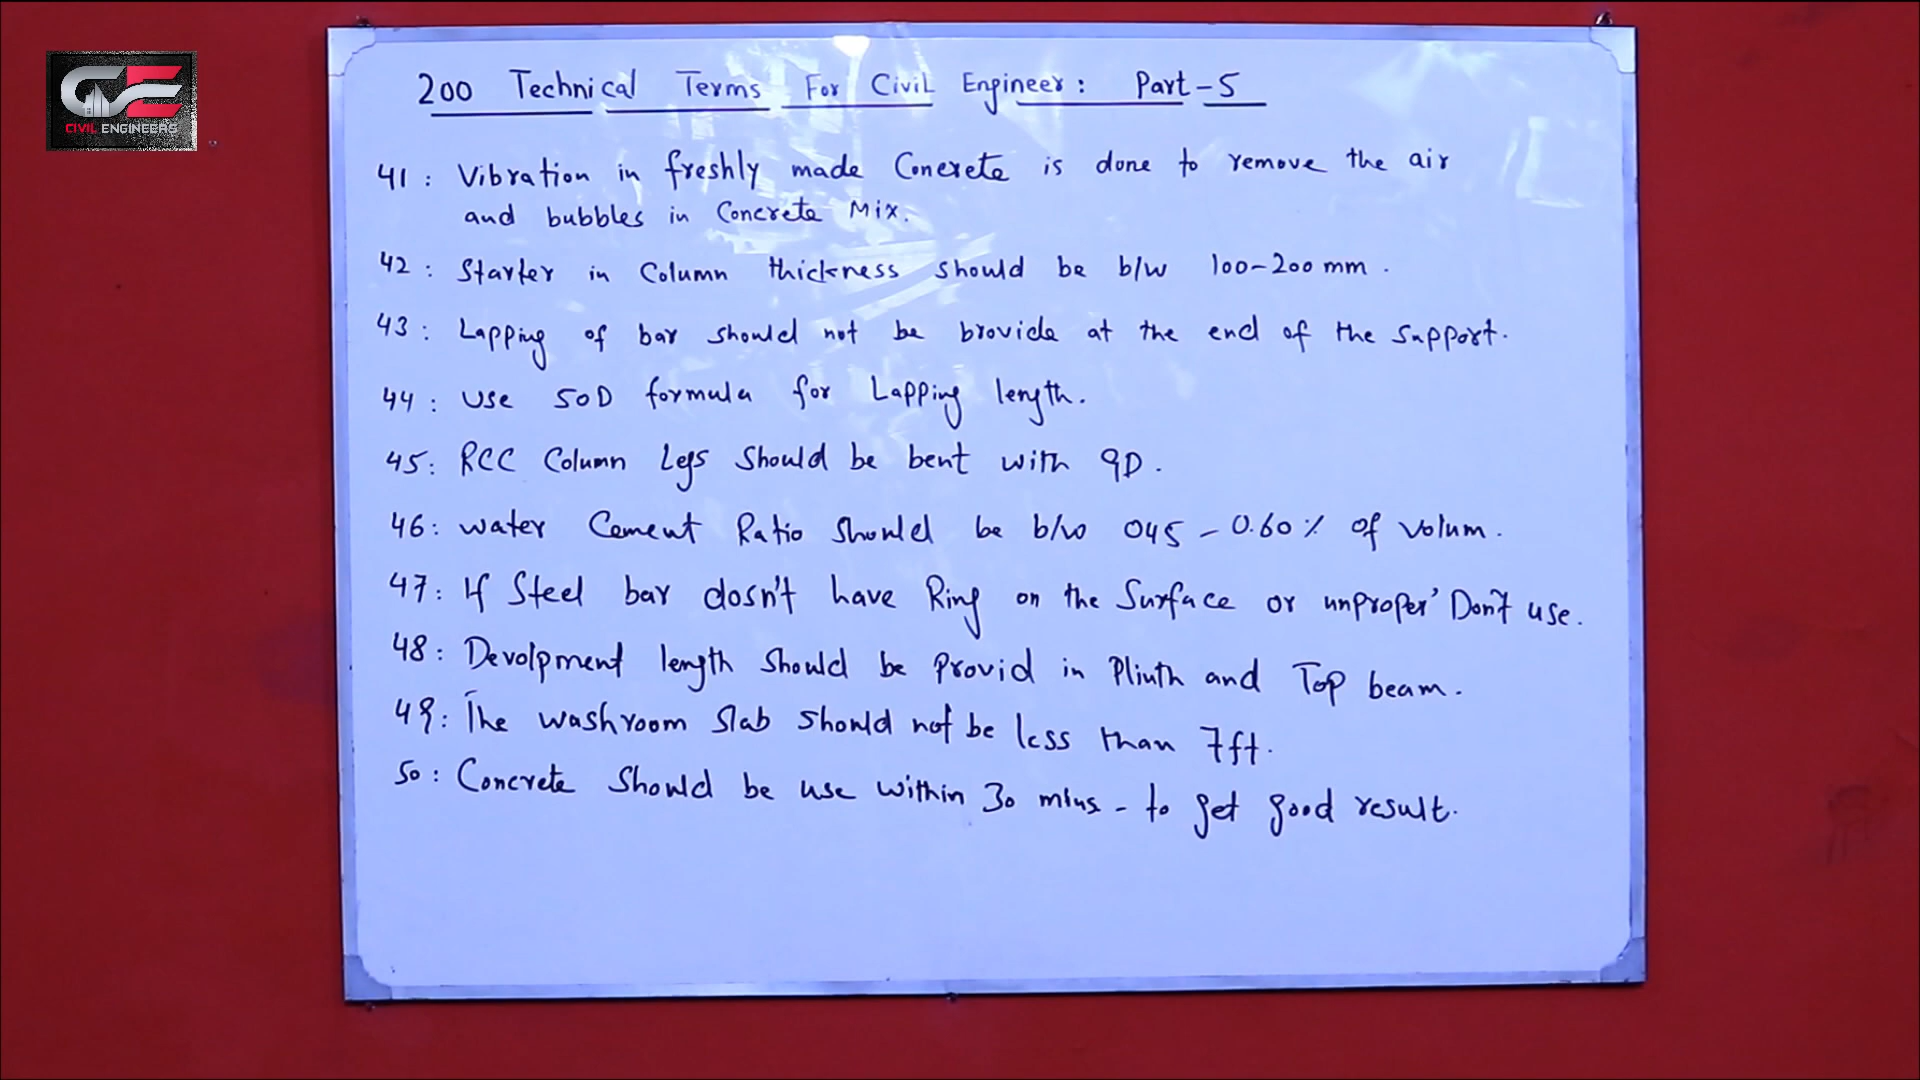 CE
CIVIL ENGINEERS
200 Technical Terms For Civil Engineer: Part-5
41: Vibration in freshly made Concrete is done to remove the air
and bubbles in Concrete Mix.
42: Starter in Column thickness should be b/w 100-200 mm.
43: Lapping of bar should not be brovide at the end of the Support.
44: Use 50D formula for Lapping length.
45: RCC Column Legs Should be bent with 9D.
46: Water Cement Ratio Should be b/w 045 - 0.60% of Volum.
47: If Steel bar dosn't have Ring on the Surface or unproper' Don't use.
48: Devolpment length Should be Provid in Plinth and Top beam.
49: The washroom Slab Should not be less than 7ft.
50: Concrete Should be use within 30 mins - to get good result.